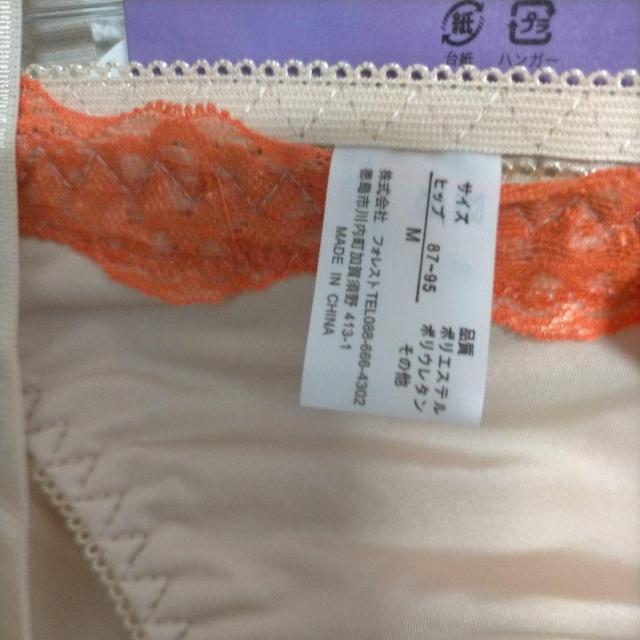 紙
台紙
プラ
ハンガー
サイズ
ヒップ 87~95
M
品質
ポリエステル
ポリウレタン
その他
株式会社 フォレスト TEL088-666-4302
徳島市川内町加賀須野 413-1
MADE IN CHINA